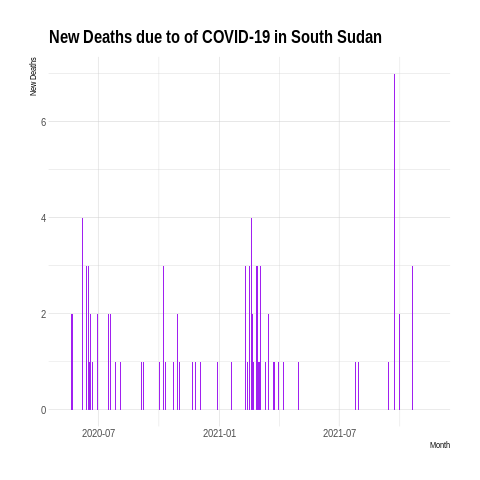 New Deaths due to of COVID-19 in South Sudan
New Deaths
6
4
2
0
2020-07 2021-01 2021-07
Month